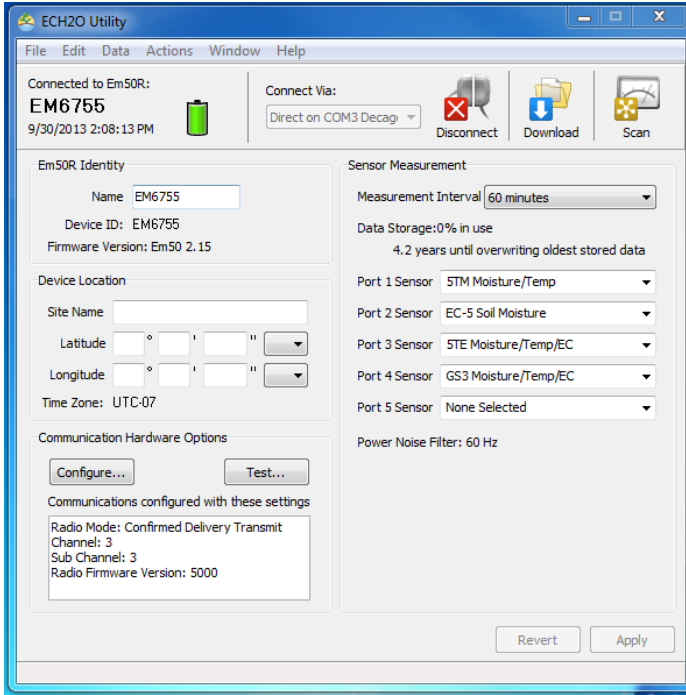 ECH2O Utility
File Edit Data Actions Window Help
Connected to Em50R:
EM6755
9/30/2013 2:08:13 PM
Connect Via:
Direct on COM3 Decag
Disconnect
Download
Scan
Em50R Identity
Name EM6755
Device ID: EM6755
Firmware Version: Em50 2.15
Device Location
Site Name
Latitude ° ' "
Longitude ° ' "
Time Zone: UTC-07
Communication Hardware Options
Configure... Test...
Communications configured with these settings
Radio Mode: Confirmed Delivery Transmit
Channel: 3
Sub Channel: 3
Radio Firmware Version: 5000
Sensor Measurement
Measurement Interval 60 minutes
Data Storage:0% in use
4.2 years until overwriting oldest stored data
Port 1 Sensor 5TM Moisture/Temp
Port 2 Sensor EC-5 Soil Moisture
Port 3 Sensor 5TE Moisture/Temp/EC
Port 4 Sensor GS3 Moisture/Temp/EC
Port 5 Sensor None Selected
Power Noise Filter: 60 Hz
Revert Apply